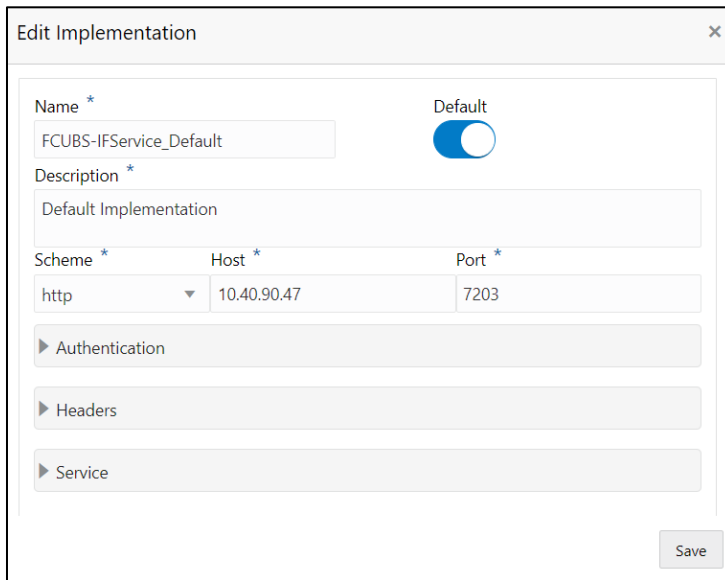 Edit Implementation ×
Name * Default
FCUBS-IFService_Default
Description *
Default Implementation
Scheme * Host * Port *
http 10.40.90.47 7203
Authentication
Headers
Service
Save